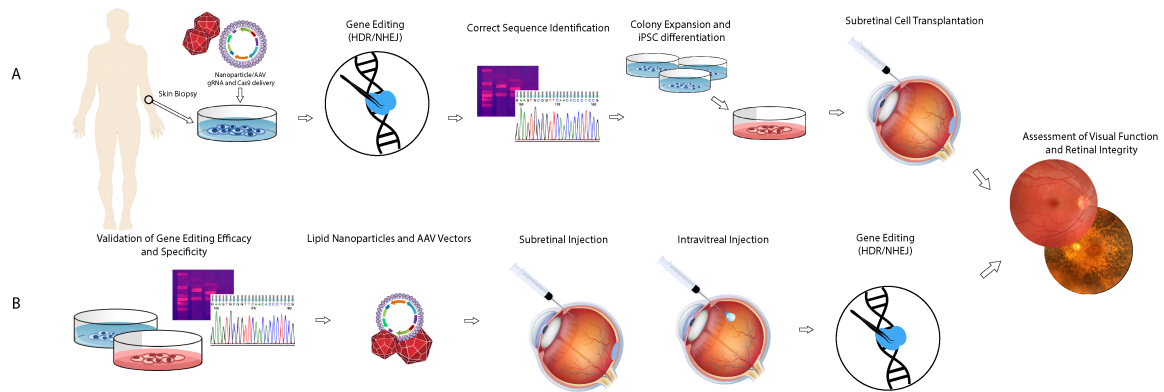 A
Skin Biopsy
Nanoparticle/AAV
gRNA and Cas9 delivery
Gene Editing
(HDR/NHEJ)
Correct Sequence Identification
Colony Expansion and
iPSC differentiation
Subretinal Cell Transplantation
Assessment of Visual Function
and Retinal Integrity
B
Validation of Gene Editing Efficacy
and Specificity
Lipid Nanoparticles and AAV Vectors
Subretinal Injection
Intravitreal Injection
Gene Editing
(HDR/NHEJ)